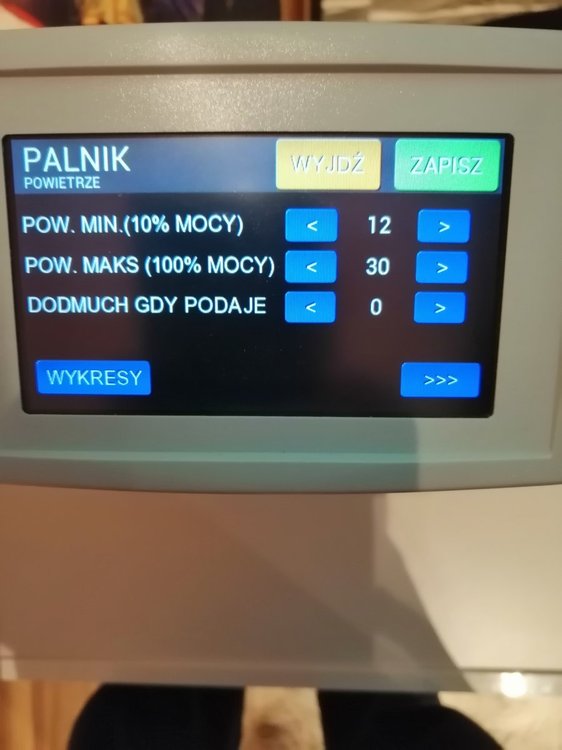 PALNIK
POWIETRZE
WYJDŹ
ZAPISZ
POW. MIN.(10% MOCY) < 12 >
POW. MAKS (100% MOCY) < 30 >
DODMUCH GDY PODAJE < 0 >
WYKRESY >>>